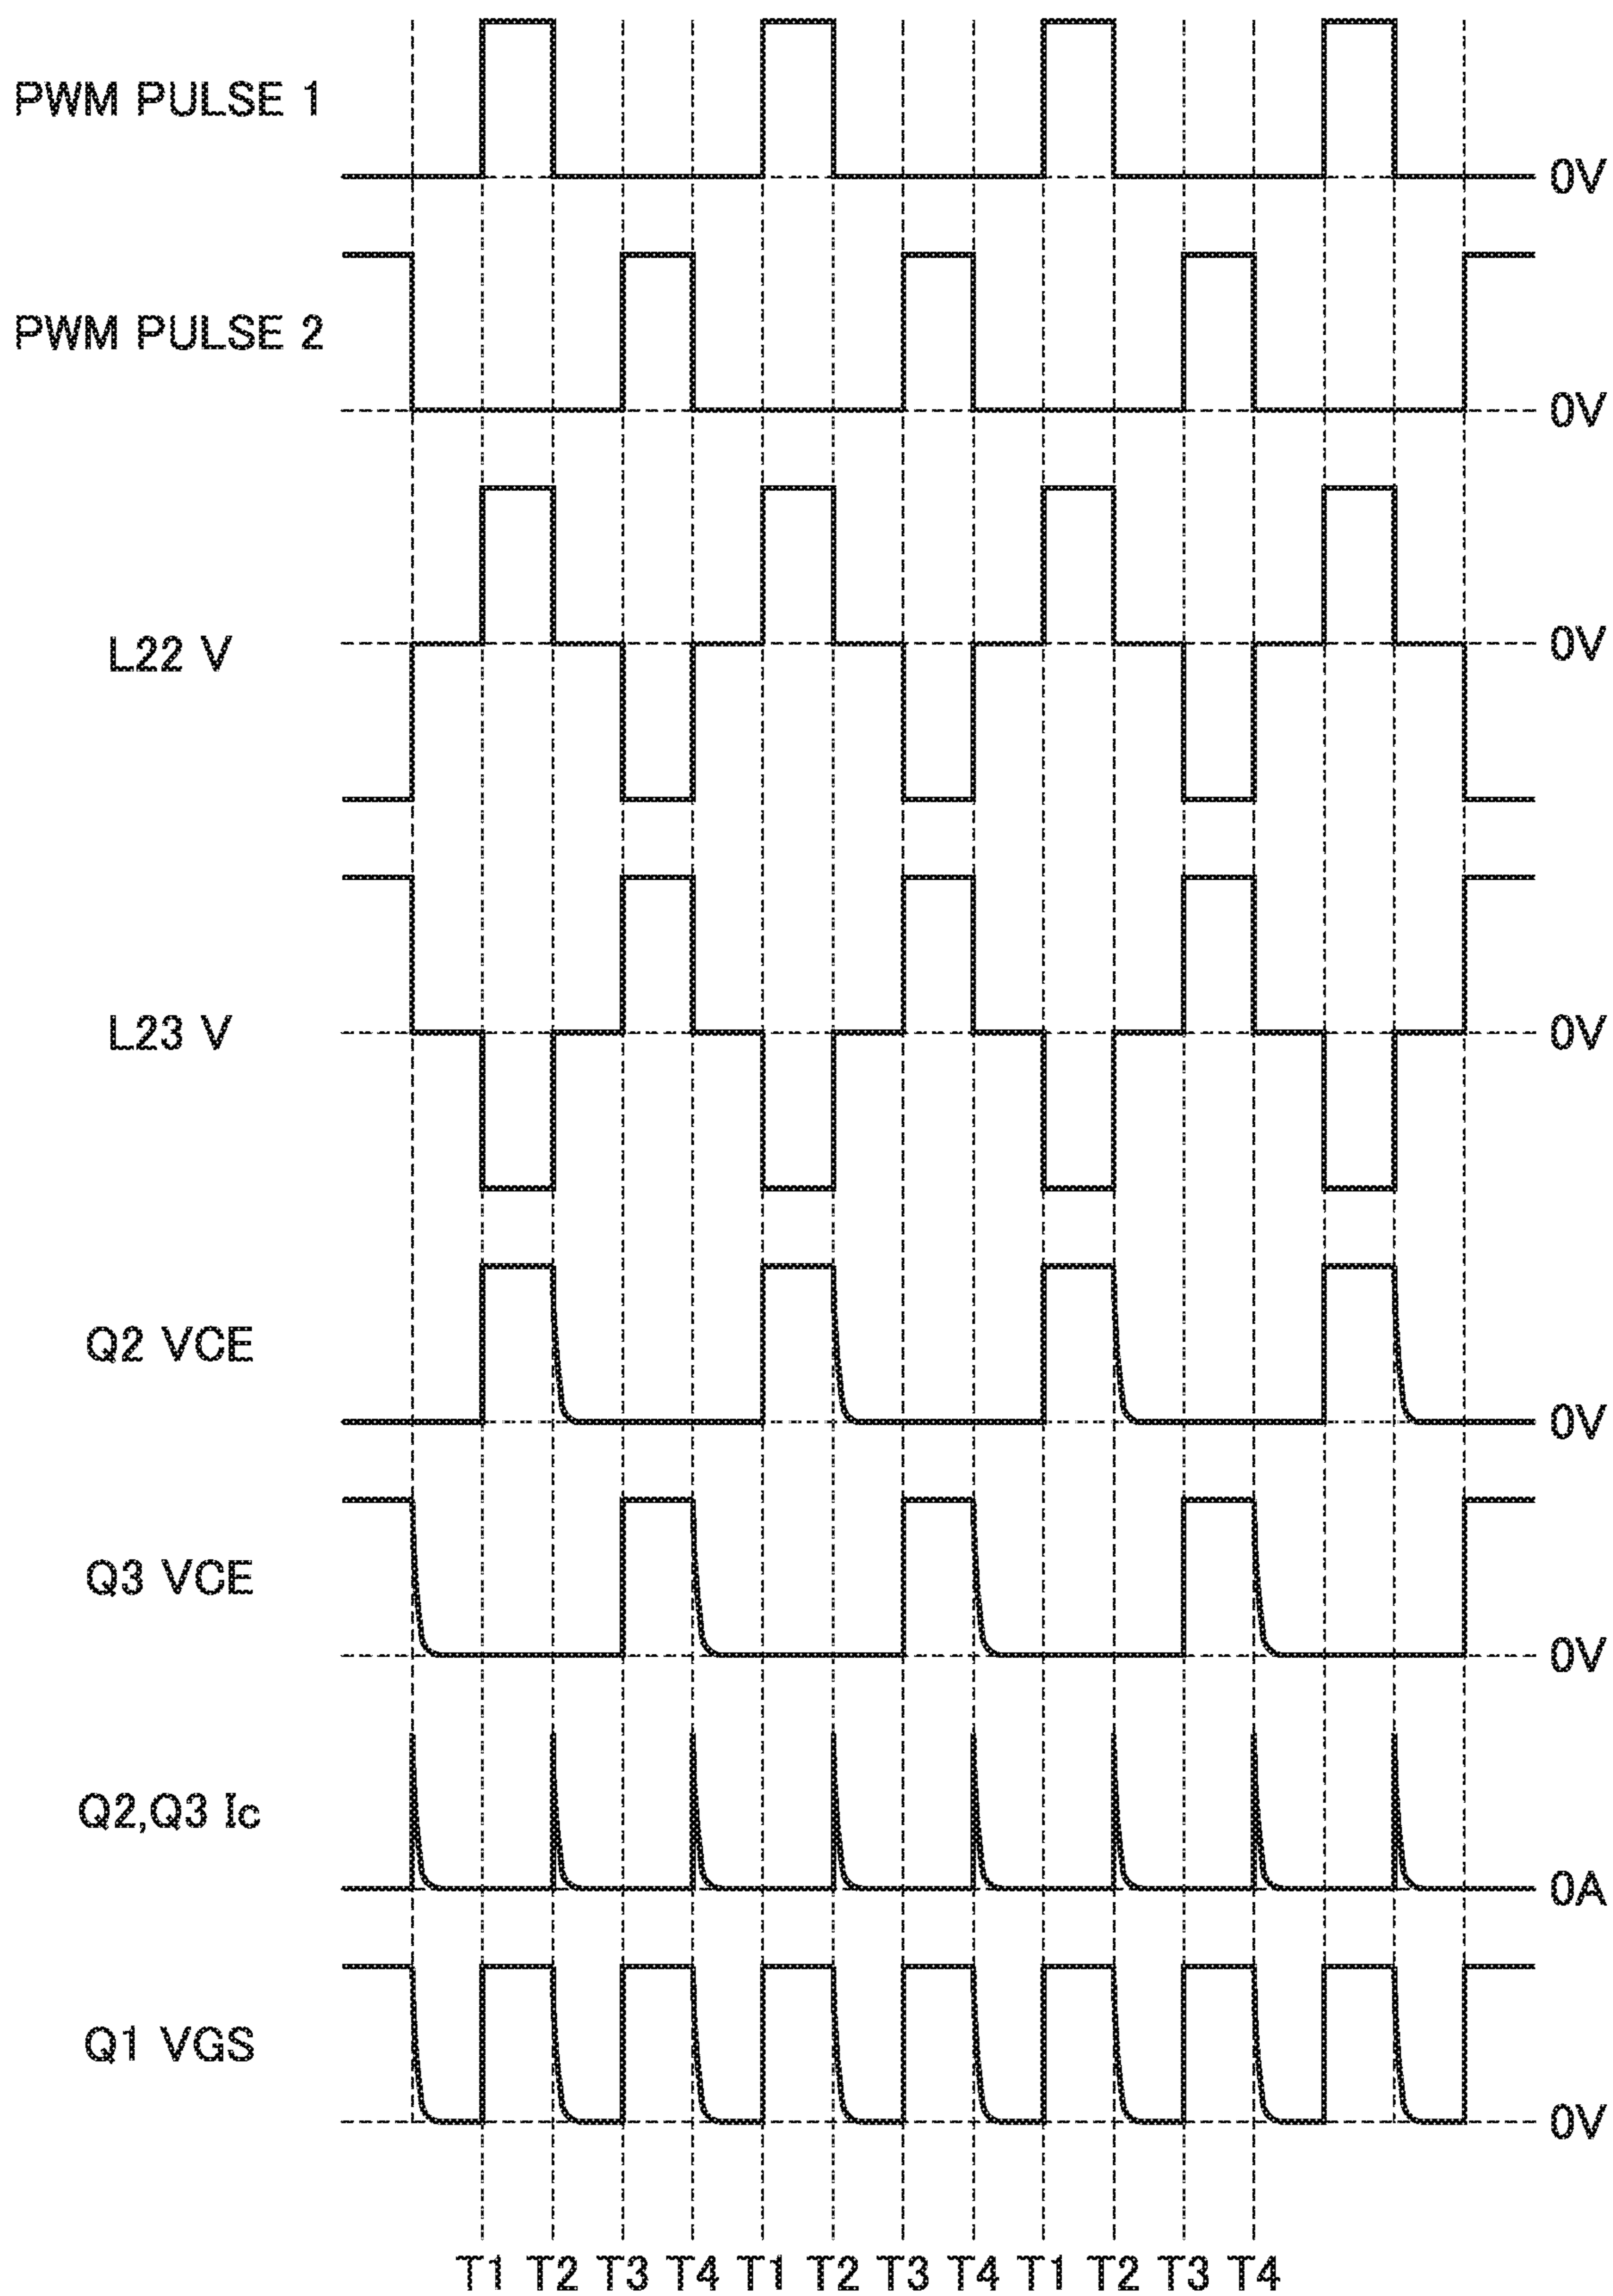 PWM PULSE 1
0V
PWM PULSE 2
0V
L22 V
0V
L23 V
0V
Q2 VCE
0V
Q3 VCE
0V
Q2,Q3 Ic
0A
Q1 VGS
0V
T1 T2 T3 T4 T1 T2 T3 T4 T1 T2 T3 T4